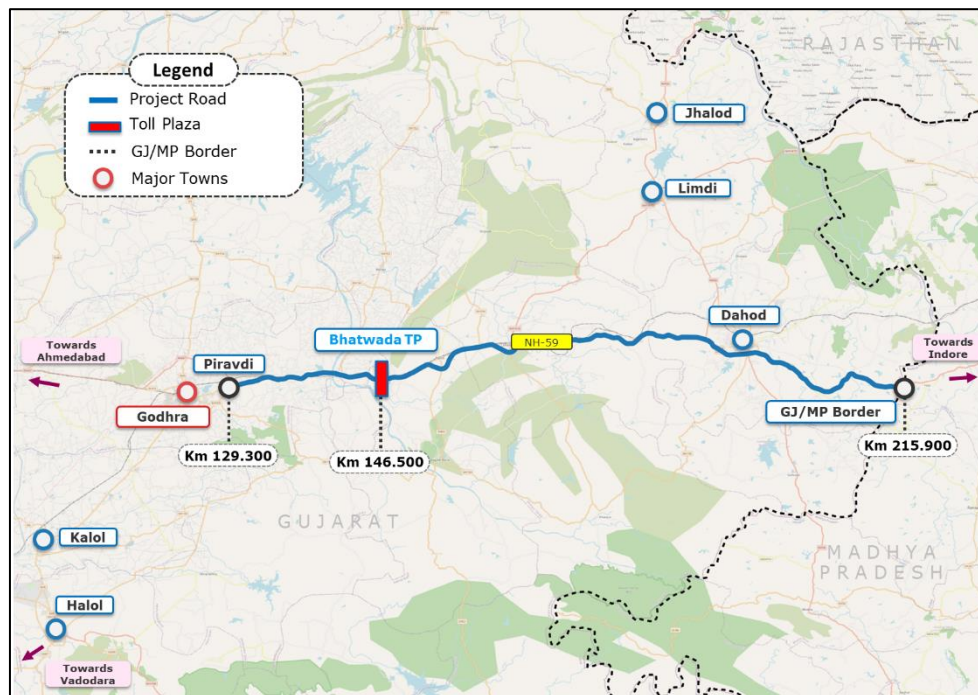 Legend
Project Road
Toll Plaza
GJ/MP Border
Major Towns
RAJASTHAN
Jhalod
Limdi
Dahod
NH-59
Towards
Ahmedabad
Piravdi
Bhatwada TP
Towards
Indore
Godhra
GJ/MP Border
Km 129.300
Km 146.500
Km 215.900
GUJARAT
Kalol
MADHYA
PRADESH
Halol
Towards
Vadodara